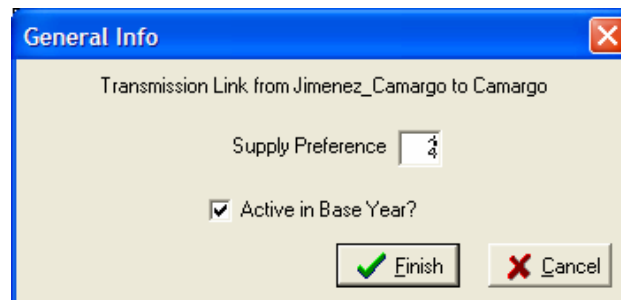 General Info
Transmission Link from Jimenez_Camargo to Camargo
Supply Preference
Active in Base Year?
Finish
Cancel